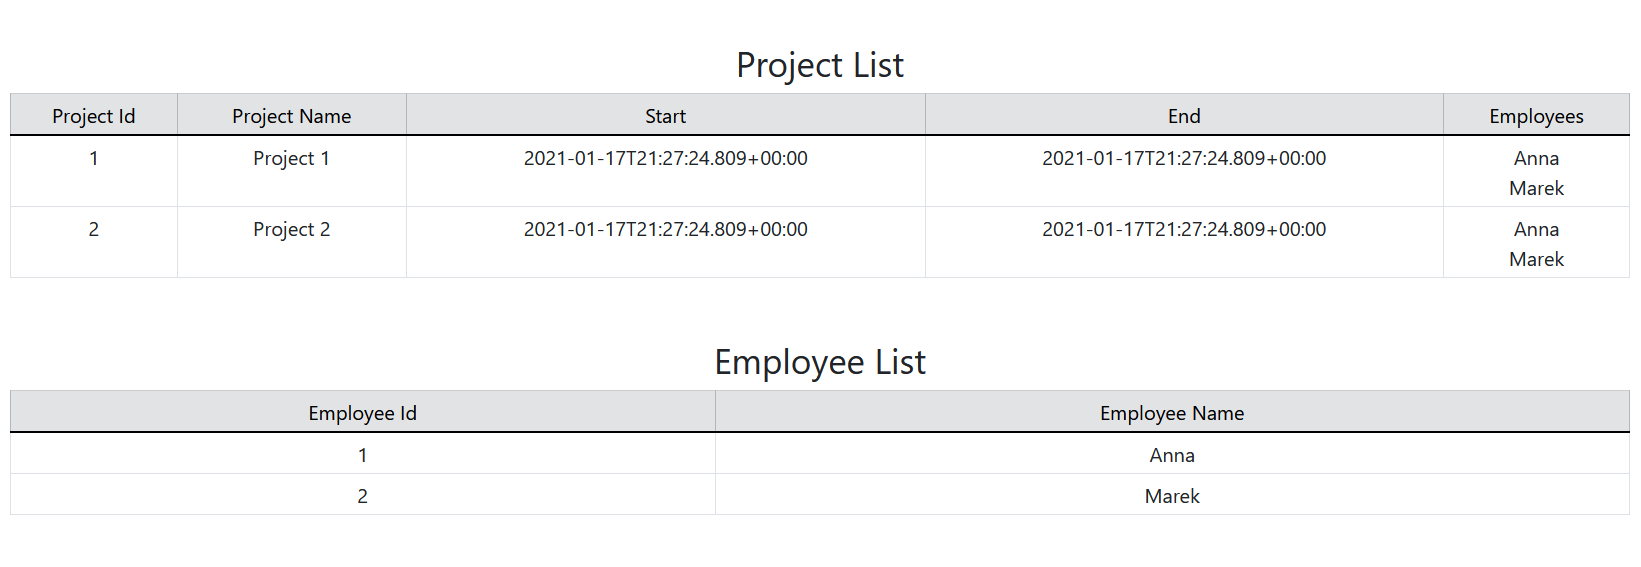 Project List
Project Id Project Name Start End Employees
1 Project 1 2021-01-17T21:27:24.809+00:00 2021-01-17T21:27:24.809+00:00 Anna
Marek
2 Project 2 2021-01-17T21:27:24.809+00:00 2021-01-17T21:27:24.809+00:00 Anna
Marek
Employee List
Employee Id Employee Name
1 Anna
2 Marek